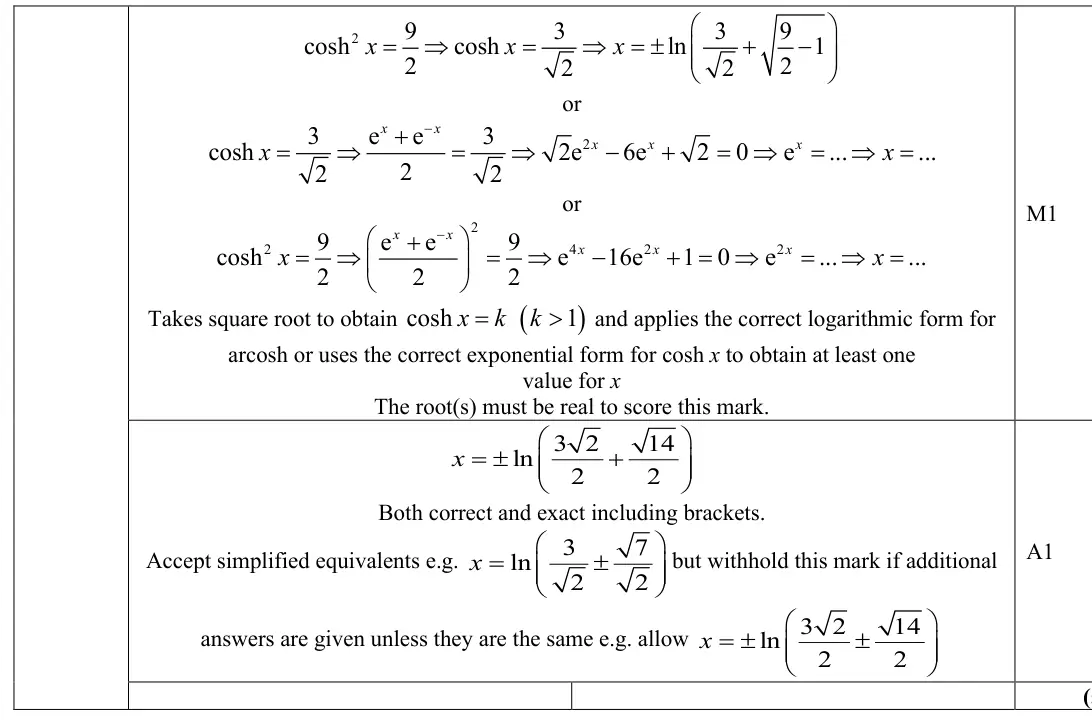 cosh² x = 9/2 ⇒ cosh x = 3/√2 ⇒ x = ±ln(3/√2 + √(9/2 − 1))
or
cosh x = 3/√2 ⇒ (eˣ + e⁻ˣ)/2 = 3/√2 ⇒ √2e²ˣ − 6eˣ + √2 = 0 ⇒ eˣ = ... ⇒ x = ...
or
cosh² x = 9/2 ⇒ ((eˣ + e⁻ˣ)/2)² = 9/2 ⇒ e⁴ˣ − 16e²ˣ + 1 = 0 ⇒ e²ˣ = ... ⇒ x = ...
Takes square root to obtain cosh x = k (k > 1) and applies the correct logarithmic form for
arcosh or uses the correct exponential form for cosh x to obtain at least one
value for x
The root(s) must be real to score this mark.
M1
x = ±ln(3√2/2 + √14/2)
Both correct and exact including brackets.
Accept simplified equivalents e.g. x = ln(3/√2 ± √7/√2) but withhold this mark if additional
answers are given unless they are the same e.g. allow x = ±ln(3√2/2 ± √14/2)
A1
(